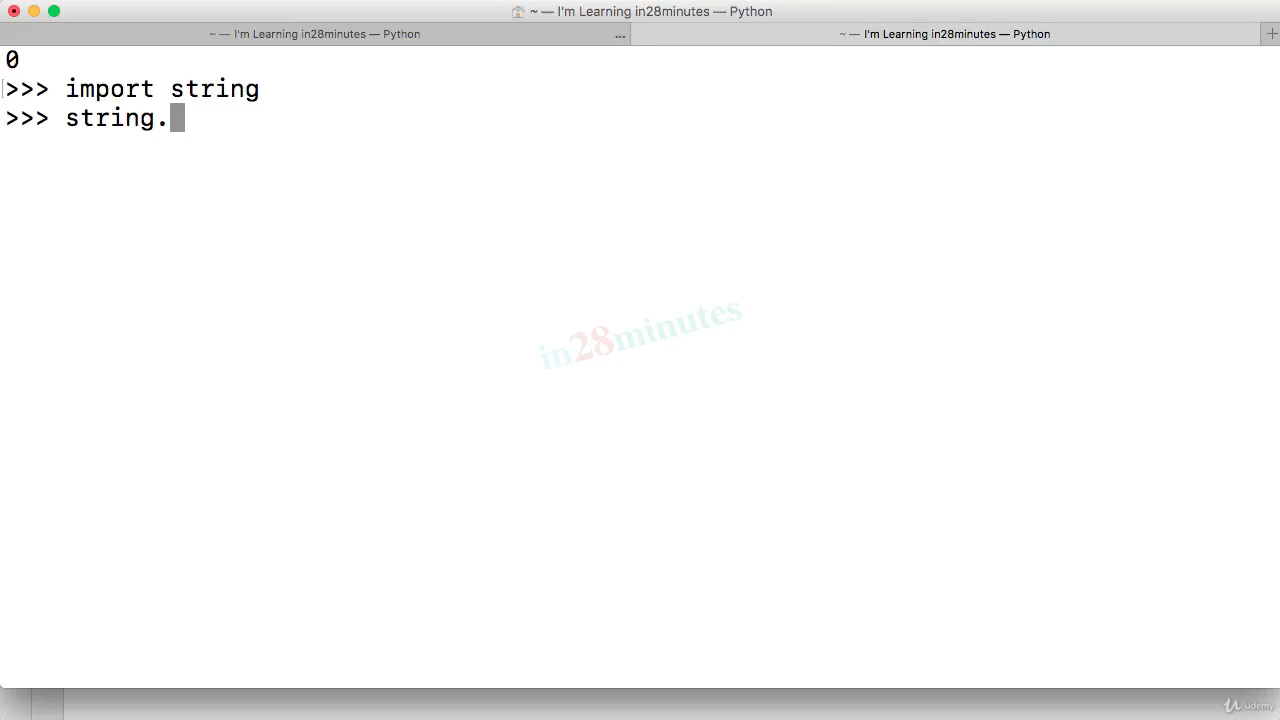 ~ — I'm Learning in28minutes — Python
~ — I'm Learning in28minutes — Python ... ~ — I'm Learning in28minutes — Python +
0
>>> import string
>>> string.
in28minutes
Udemy